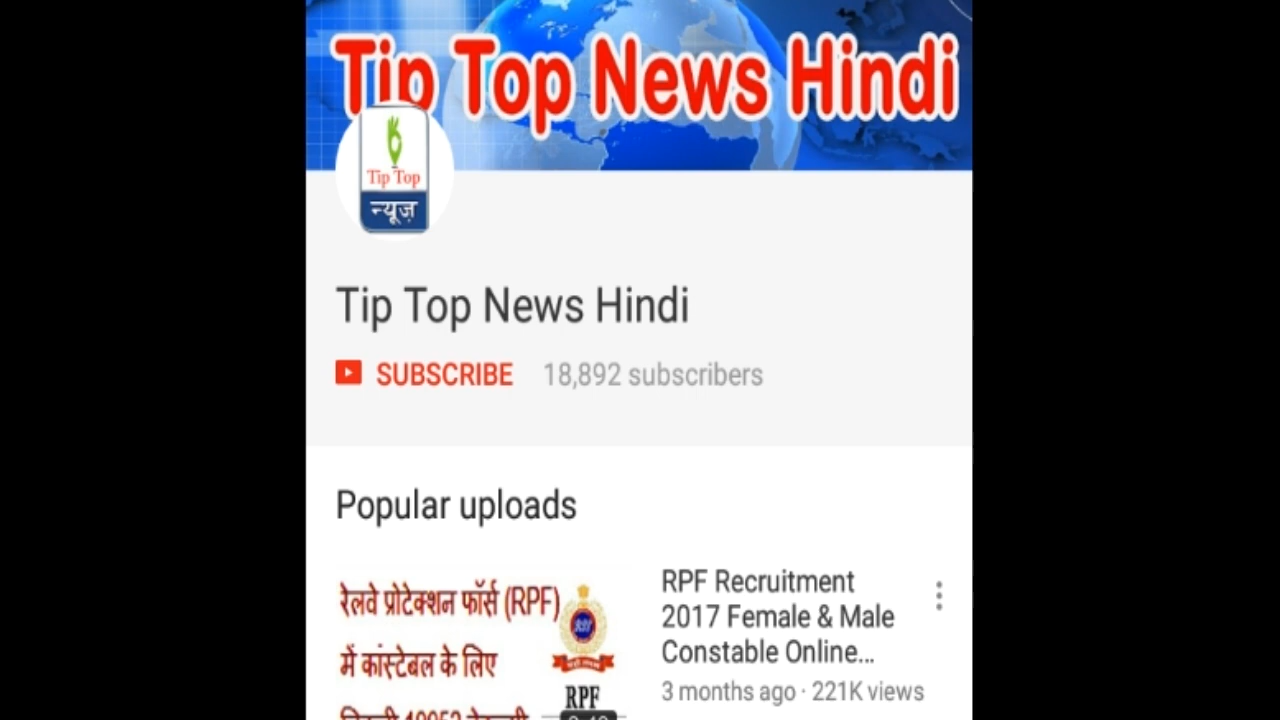 Tip Top News Hindi
Tip Top
न्यूज़
Tip Top News Hindi
SUBSCRIBE 18,892 subscribers
Popular uploads
रेलवे प्रोटेक्शन फॉर्स (RPF)
में कांस्टेबल के लिए
RPF
RPF Recruitment
2017 Female & Male
Constable Online...
3 months ago · 221K views